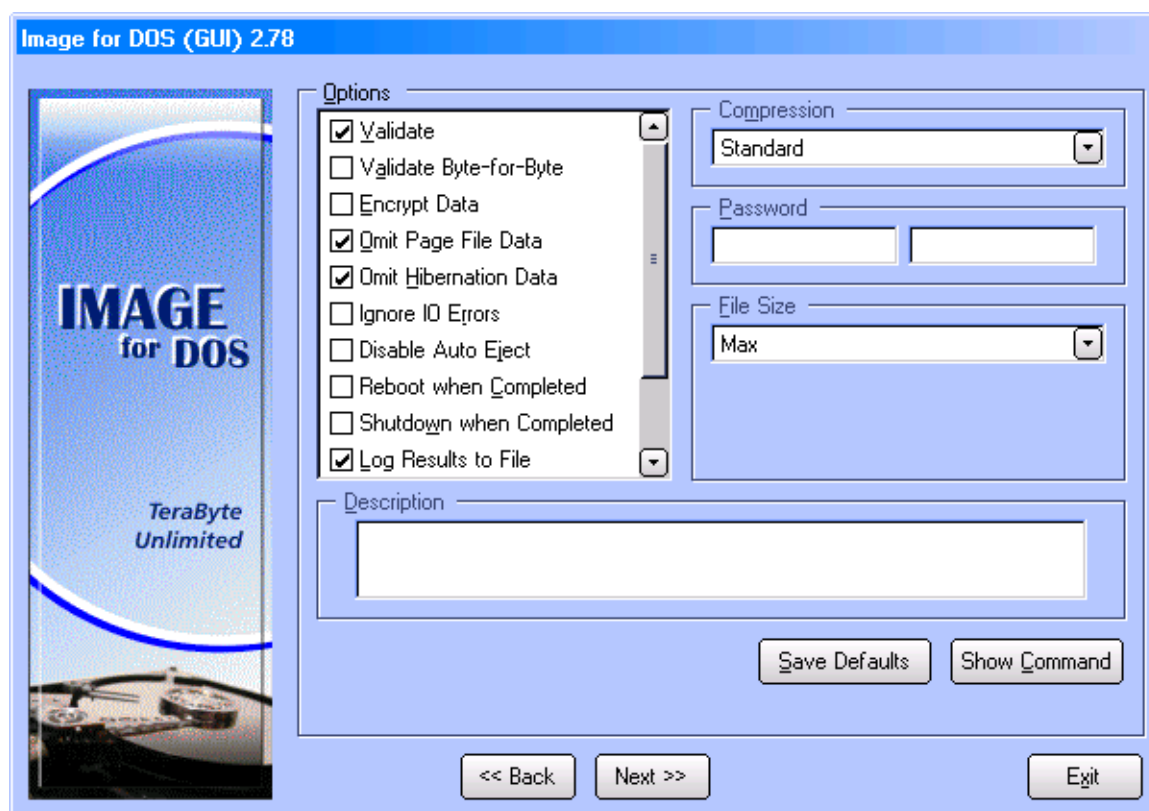 Image for DOS (GUI) 2.78
IMAGE
for DOS
TeraByte
Unlimited
Options
Validate
Validate Byte-for-Byte
Encrypt Data
Omit Page File Data
Omit Hibernation Data
Ignore IO Errors
Disable Auto Eject
Reboot when Completed
Shutdown when Completed
Log Results to File
Compression
Standard
Password
File Size
Max
Description
Save Defaults
Show Command
<< Back
Next >>
Exit